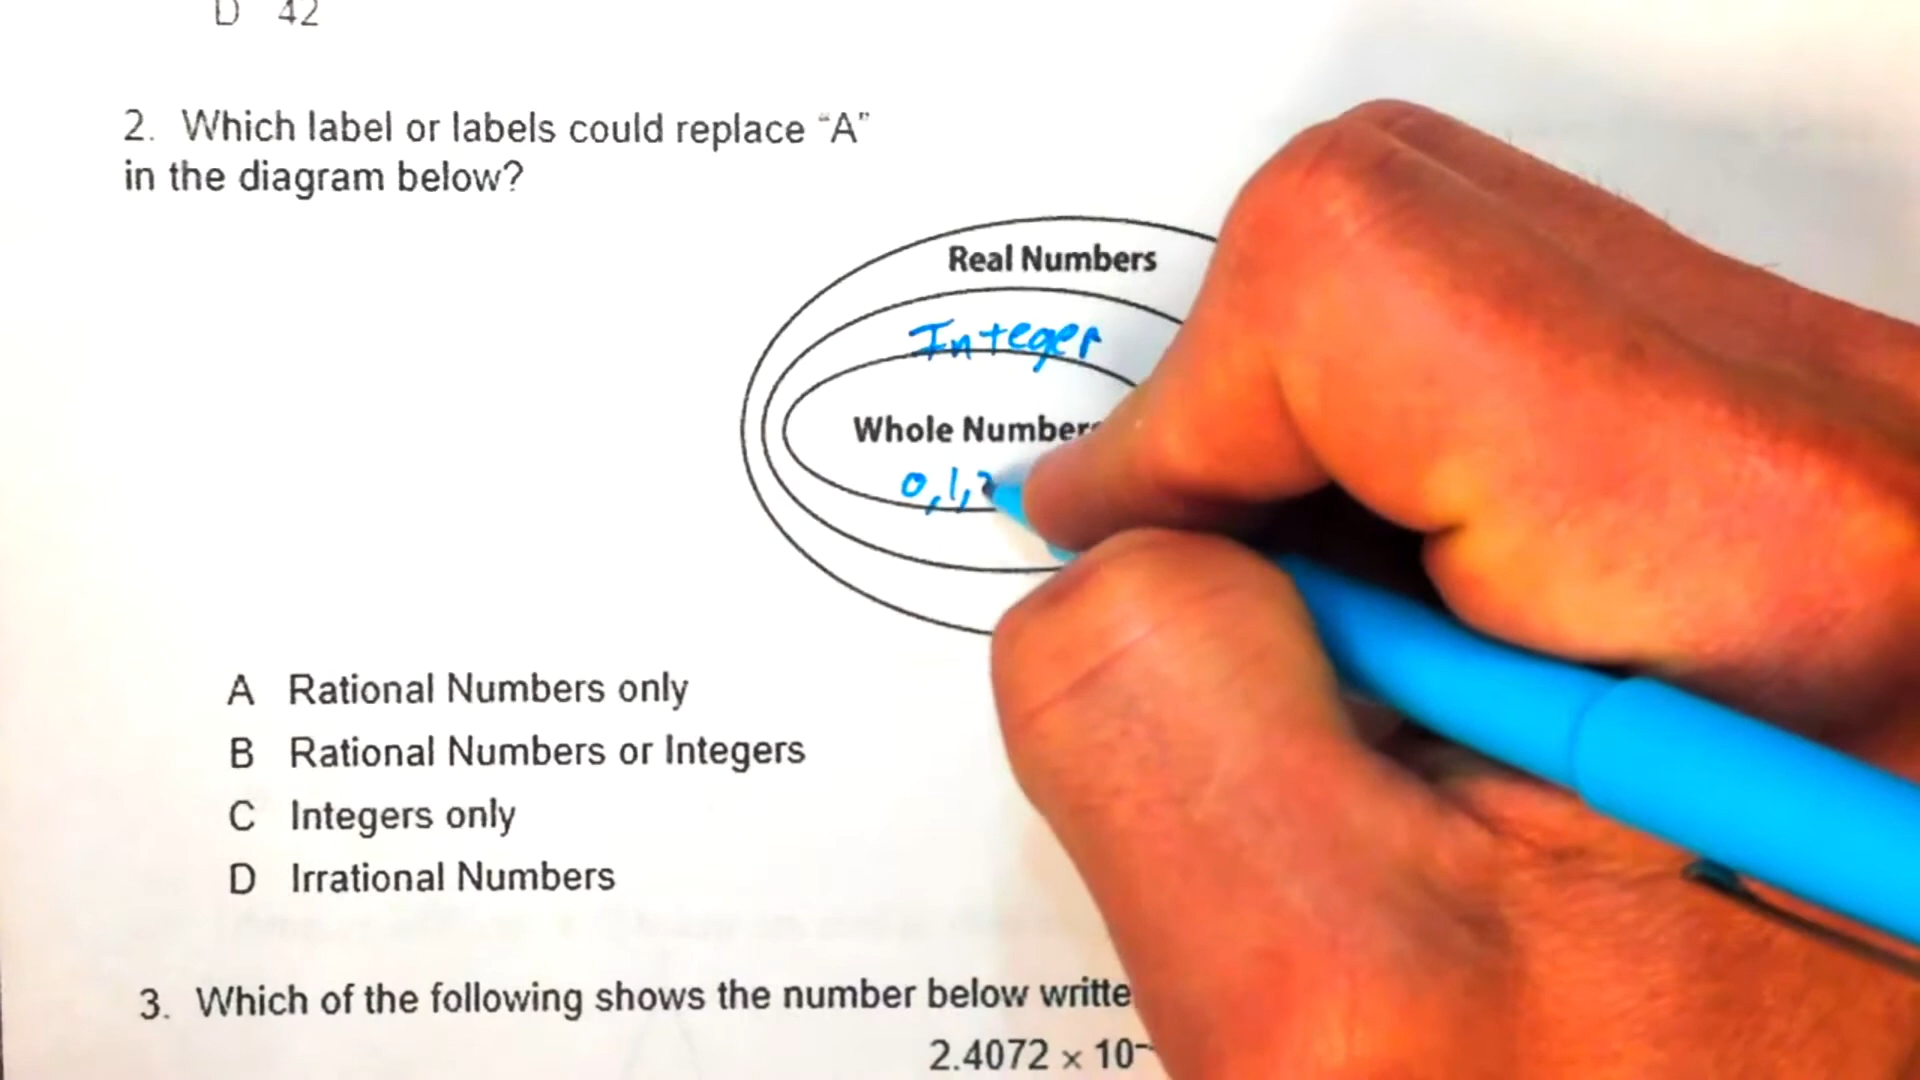 D 42
2. Which label or labels could replace “A”
in the diagram below?
Real Numbers
Integer
Whole Number
0,1,2
A Rational Numbers only
B Rational Numbers or Integers
C Integers only
D Irrational Numbers
3. Which of the following shows the number below writte
2.4072 × 10⁻